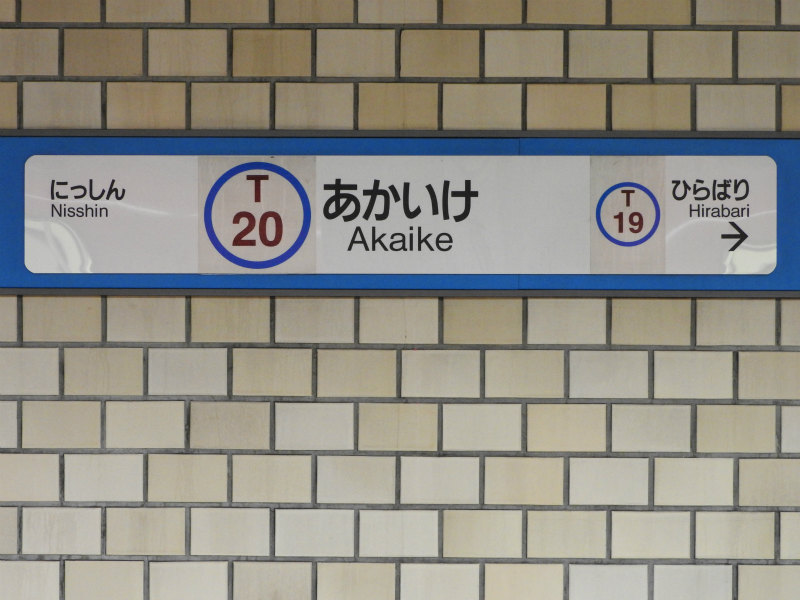 にっしん
Nisshin
T
20
あかいけ
Akaike
T
19
ひらばり
Hirabari
→